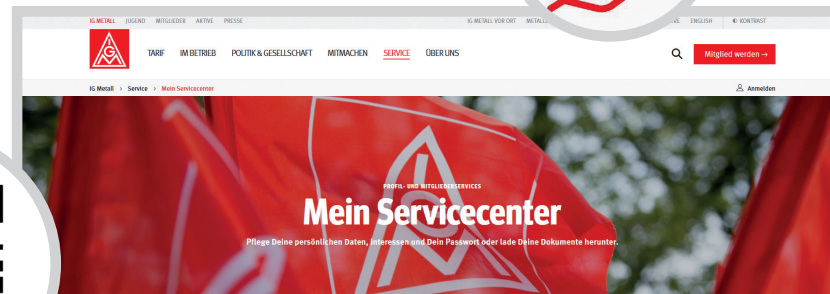 IG METALL JUGEND MITGLIEDER AKTIVE PRESSE IG METALL VOR ORT ENGLISH KONTRAST
IGM TARIF IM BETRIEB POLITIK & GESELLSCHAFT MITMACHEN SERVICE ÜBER UNS Mitglied werden →
IG Metall > Service > Mein Servicecenter Anmelden
PROFIL- UND MITGLIEDERSERVICES
Mein Servicecenter
Pflege Deine persönlichen Daten, Interessen und Dein Passwort oder lade Deine Dokumente herunter.